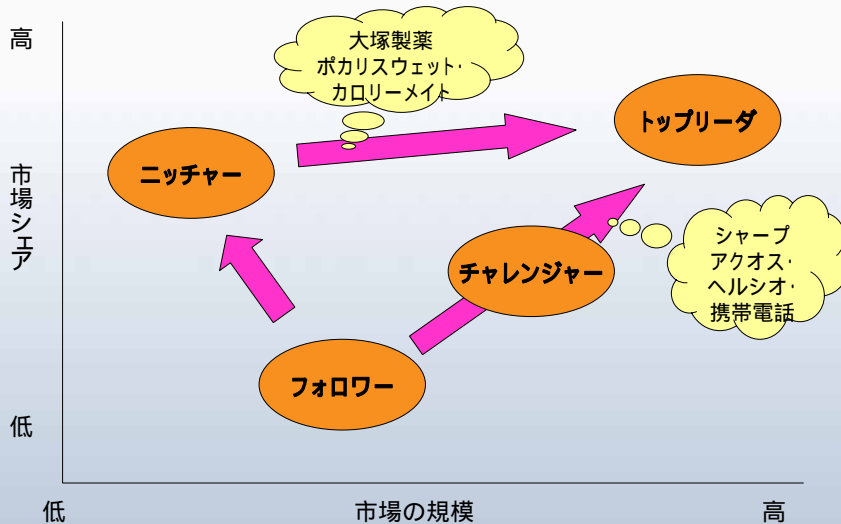 高
大塚製薬
ポカリスウェット・
カロリーメイト
トップリーダ
ニッチャー
市場シェア
シャープ
アクオス・
ヘルシオ・
携帯電話
チャレンジャー
フォロワー
低
低
市場の規模
高